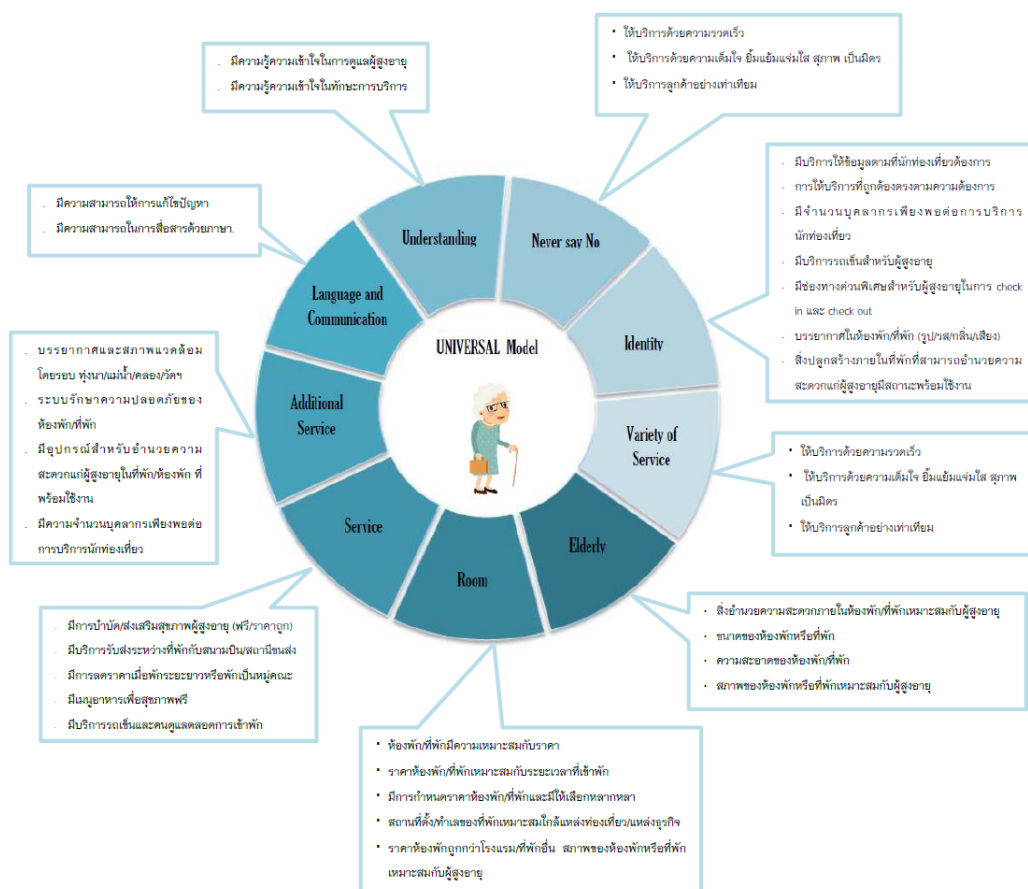 มีความรู้ความเข้าใจในการดูแลผู้สูงอายุ
มีความรู้ความเข้าใจในทักษะการบริการ
ให้บริการด้วยความรวดเร็ว
ให้บริการด้วยความเต็มใจ ยิ้มแย้มแจ่มใส สุภาพ เป็นมิตร
ให้บริการลูกค้าอย่างเท่าเทียม
มีความสามารถให้การแก้ไขปัญหา
มีความสามารถในการสื่อสารด้วยภาษา.
มีบริการให้ข้อมูลตามที่นักท่องเที่ยวต้องการ
การให้บริการที่ถูกต้องตรงตามความต้องการ
มีจำนวนบุคลากรเพียงพอต่อการบริการ
นักท่องเที่ยว
มีบริการรถเข็นสำหรับผู้สูงอายุ
มีช่องทางด่วนพิเศษสำหรับผู้สูงอายุในการ check
in และ check out
บรรยากาศในห้องพัก/ที่พัก (รูป/รส/กลิ่น/เสียง)
สิ่งปลูกสร้างภายในที่พักที่สามารถอำนวยความ
สะดวกแก่ผู้สูงอายุมีสถานะพร้อมใช้งาน
Understanding
Never say No
Language and
Communication
Identity
UNIVERSAL Model
Additional
Service
Variety of
Service
Service
Elderly
Room
บรรยากาศและสภาพแวดล้อม
โดยรอบ ทุ่งนา/แม่น้ำ/คลอง/วัดฯ
ระบบรักษาความปลอดภัยของ
ห้องพัก/ที่พัก
มีอุปกรณ์สำหรับอำนวยความ
สะดวกแก่ผู้สูงอายุในที่พัก/ห้องพัก ที่
พร้อมใช้งาน
มีความจำนวนบุคลากรเพียงพอต่อ
การบริการนักท่องเที่ยว
ให้บริการด้วยความรวดเร็ว
ให้บริการด้วยความเต็มใจ ยิ้มแย้มแจ่มใส สุภาพ
เป็นมิตร
ให้บริการลูกค้าอย่างเท่าเทียม
มีการบำบัด/ส่งเสริมสุขภาพผู้สูงอายุ (ฟรี/ราคาถูก)
มีบริการรับส่งระหว่างที่พักกับสนามบิน/สถานีขนส่ง
มีการลดราคาเมื่อพักระยะยาวหรือพักเป็นหมู่คณะ
มีเมนูอาหารเพื่อสุขภาพฟรี
มีบริการรถเข็นและคนดูแลตลอดการเข้าพัก
สิ่งอำนวยความสะดวกภายในห้องพัก/ที่พักเหมาะสมกับผู้สูงอายุ
ขนาดของห้องพักหรือที่พัก
ความสะอาดของห้องพัก/ที่พัก
สภาพของห้องพักหรือที่พักเหมาะสมกับผู้สูงอายุ
ห้องพัก/ที่พักมีความเหมาะสมกับราคา
ราคาห้องพัก/ที่พักเหมาะสมกับระยะเวลาที่เข้าพัก
มีการกำหนดราคาห้องพัก/ที่พักและมีให้เลือกหลากหลา
สถานที่ตั้ง/ทำเลของที่พักเหมาะสมใกล้แหล่งท่องเที่ยว/แหล่งธุรกิจ
ราคาห้องพักถูกกว่าโรงแรม/ที่พักอื่น สภาพของห้องพักหรือที่พัก
เหมาะสมกับผู้สูงอายุ